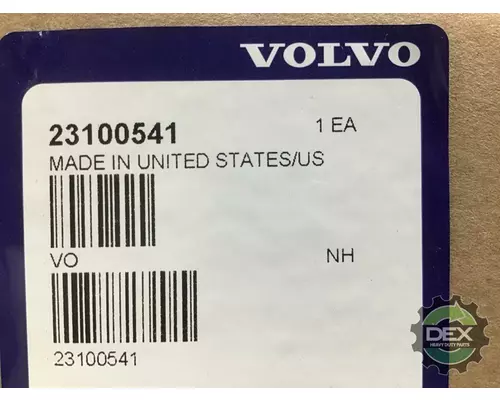 VOLVO
23100541 1 EA
MADE IN UNITED STATES/US
VO NH
23100541
DEX
HEAVY DUTY PARTS